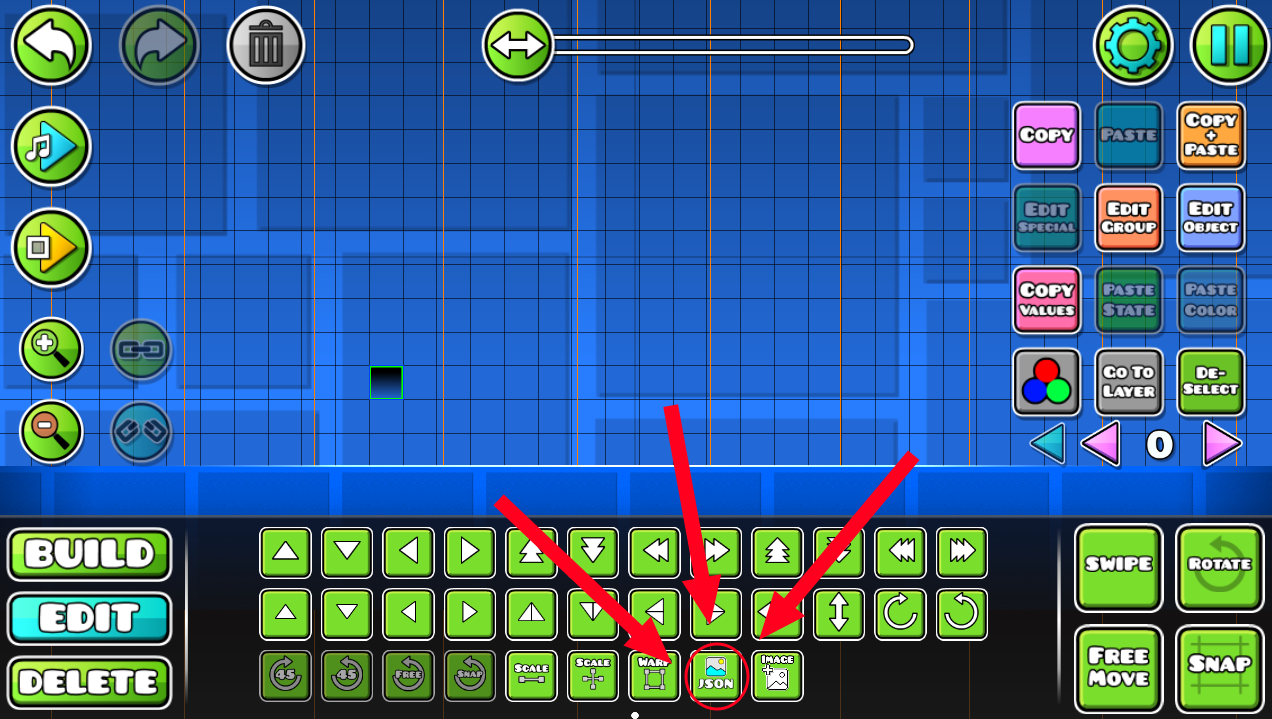 COPY
PASTE
COPY
+
PASTE
EDIT
SPECIAL
EDIT
GROUP
EDIT
OBJECT
COPY
VALUES
PASTE
STATE
PASTE
COLOR
GO TO
LAYER
DE-
SELECT
0
BUILD
EDIT
DELETE
45
45
FREE
SNAP
SCALE
SCALE
WARP
JSON
IMAGE
SWIPE
ROTATE
FREE
MOVE
SNAP